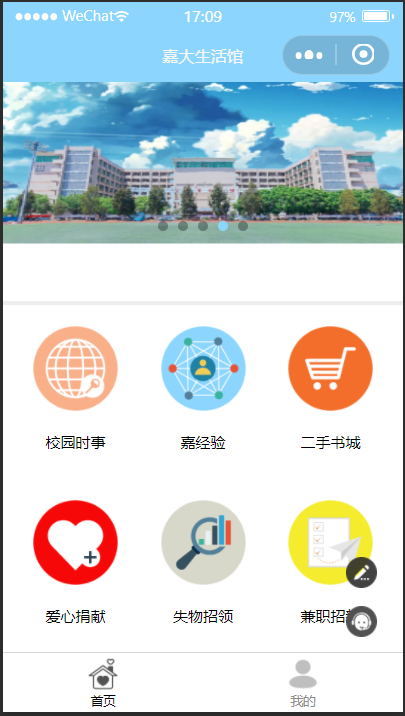 WeChat 17:09 97%
嘉大生活馆
校园时事 嘉经验 二手书城
爱心捐献 失物招领 兼职招
首页 我的